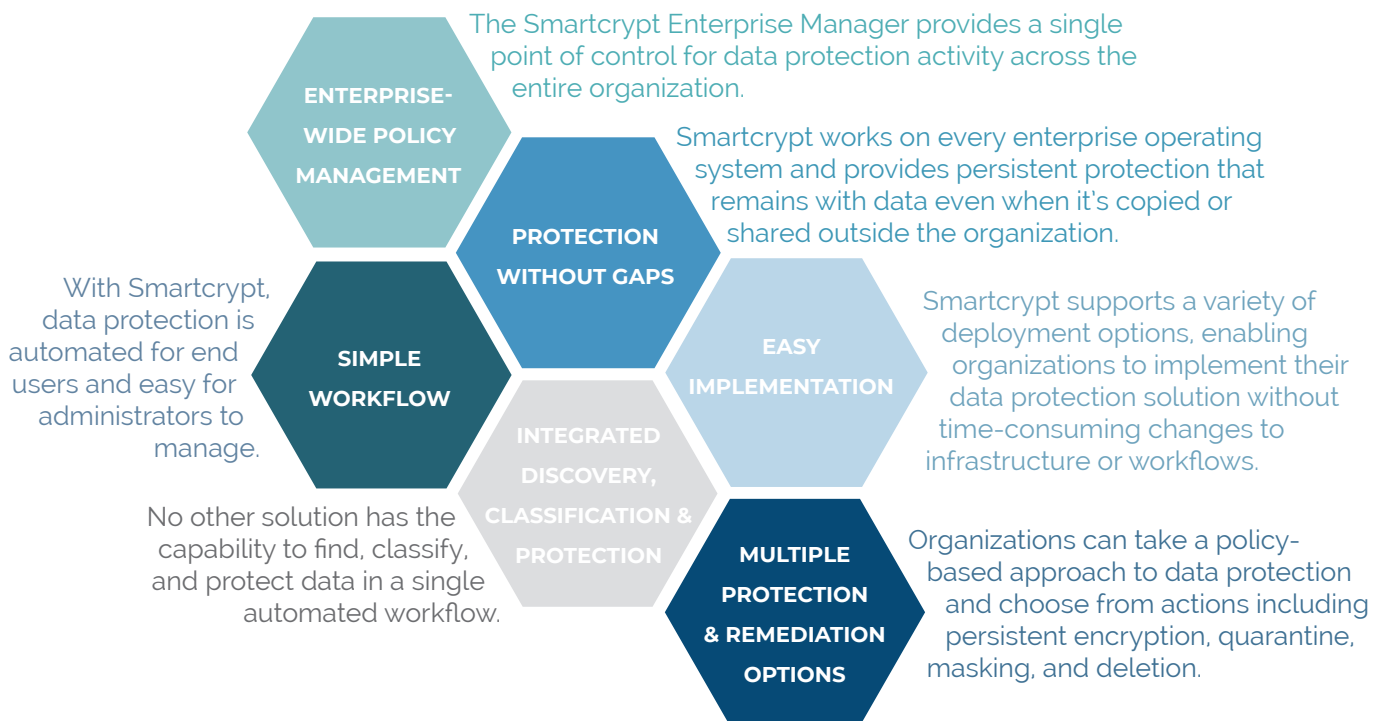 The Smartcrypt Enterprise Manager provides a single
point of control for data protection activity across the
entire organization.
ENTERPRISE-
WIDE POLICY
MANAGEMENT
Smartcrypt works on every enterprise operating
system and provides persistent protection that
remains with data even when it's copied or
shared outside the organization.
PROTECTION
WITHOUT GAPS
With Smartcrypt,
data protection is
automated for end
users and easy for
administrators to
manage.
SIMPLE
WORKFLOW
EASY
IMPLEMENTATION
Smartcrypt supports a variety of
deployment options, enabling
organizations to implement their
data protection solution without
time-consuming changes to
infrastructure or workflows.
INTEGRATED
DISCOVERY,
CLASSIFICATION &
PROTECTION
No other solution has the
capability to find, classify,
and protect data in a single
automated workflow.
MULTIPLE
PROTECTION
& REMEDIATION
OPTIONS
Organizations can take a policy-
based approach to data protection
and choose from actions including
persistent encryption, quarantine,
masking, and deletion.